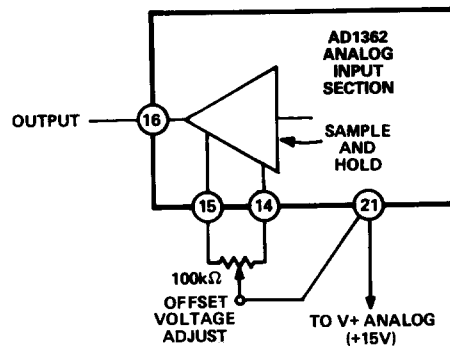 AD1362
ANALOG
INPUT
SECTION
OUTPUT
16
SAMPLE
AND
HOLD
15
14
21
100kΩ
OFFSET
VOLTAGE
ADJUST
TO V+ ANALOG
(+15V)